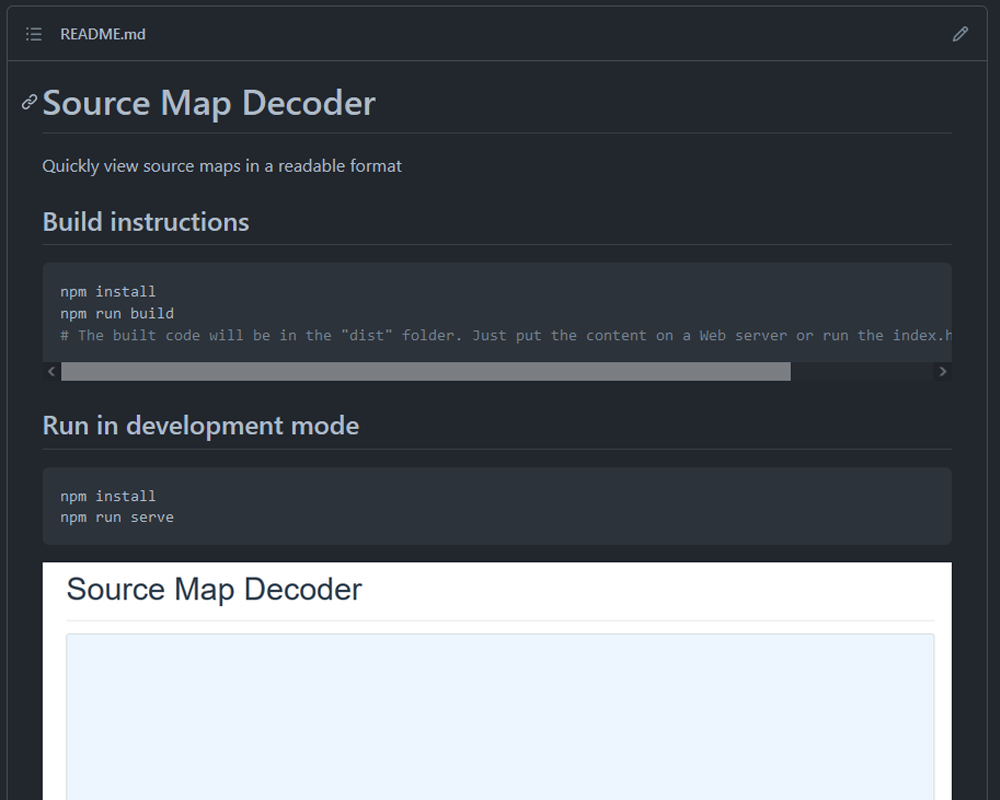 README.md
Source Map Decoder
Quickly view source maps in a readable format
Build instructions
npm install
npm run build
# The built code will be in the "dist" folder. Just put the content on a Web server or run the index.h
Run in development mode
npm install
npm run serve
Source Map Decoder